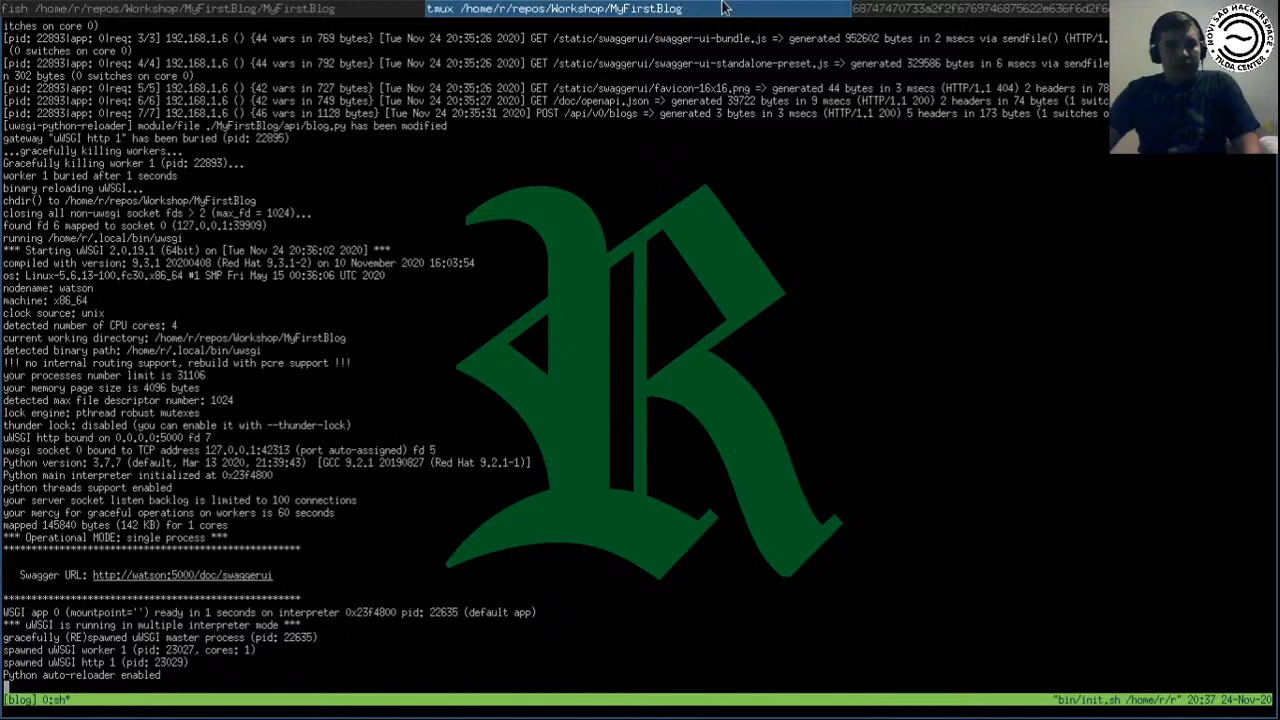 fish /home/r/repos/Workshop/MyFirstBlog/MyFirstBlog
tmux /home/r/repos/Workshop/MyFirstBlog
itches on core 0)
[pid: 22893|app: 0|req: 3/3] 192.168.1.6 () {44 vars in 769 bytes} [Tue Nov 24 20:35:26 2020] GET /static/swaggerui/swagger-ui-bundle.js => generated 952602 bytes in 2 msecs via sendfile() (HTTP/1.
(0 switches on core 0)
[pid: 22893|app: 0|req: 4/4] 192.168.1.6 () {44 vars in 792 bytes} [Tue Nov 24 20:35:26 2020] GET /static/swaggerui/swagger-ui-standalone-preset.js => generated 329586 bytes in 6 msecs via sendfile
n 302 bytes (0 switches on core 0)
[pid: 22893|app: 0|req: 5/5] 192.168.1.6 () {42 vars in 727 bytes} [Tue Nov 24 20:35:26 2020] GET /static/swaggerui/favicon-16x16.png => generated 44 bytes in 3 msecs (HTTP/1.1 404) 2 headers in 78
[pid: 22893|app: 0|req: 6/6] 192.168.1.6 () {42 vars in 749 bytes} [Tue Nov 24 20:35:27 2020] GET /doc/openapi.json => generated 39722 bytes in 9 msecs (HTTP/1.1 200) 2 headers in 74 bytes (1 switc
[pid: 22893|app: 0|req: 7/7] 192.168.1.6 () {46 vars in 1128 bytes} [Tue Nov 24 20:35:31 2020] POST /api/v0/blogs => generated 3 bytes in 3 msecs (HTTP/1.1 200) 5 headers in 173 bytes (1 switches o
[uwsgi-python-reloader] module/file ./MyFirstBlog/api/blog.py has been modified
gateway "uWSGI http 1" has been buried (pid: 22895)
...gracefully killing workers...
Gracefully killing worker 1 (pid: 22893)...
worker 1 buried after 1 seconds
binary reloading uWSGI...
chdir() to /home/r/repos/Workshop/MyFirstBlog
closing all non-uwsgi socket fds > 2 (max_fd = 1024)...
found fd 6 mapped to socket 0 (127.0.0.1:39909)
running /home/r/.local/bin/uwsgi
*** Starting uWSGI 2.0.19.1 (64bit) on [Tue Nov 24 20:36:02 2020] ***
compiled with version: 9.3.1 20200408 (Red Hat 9.3.1-2) on 10 November 2020 16:03:54
os: Linux-5.6.13-100.fc30.x86_64 #1 SMP Fri May 15 00:36:06 UTC 2020
nodename: watson
machine: x86_64
clock source: unix
detected number of CPU cores: 4
current working directory: /home/r/repos/Workshop/MyFirstBlog
detected binary path: /home/r/.local/bin/uwsgi
!!! no internal routing support, rebuild with pcre support !!!
your processes number limit is 31106
your memory page size is 4096 bytes
detected max file descriptor number: 1024
lock engine: pthread robust mutexes
thunder lock: disabled (you can enable it with --thunder-lock)
uWSGI http bound on 0.0.0.0:5000 fd 7
uwsgi socket 0 bound to TCP address 127.0.0.1:42313 (port auto-assigned) fd 5
Python version: 3.7.7 (default, Mar 13 2020, 21:39:43)  [GCC 9.2.1 20190827 (Red Hat 9.2.1-1)]
Python main interpreter initialized at 0x23f4800
python threads support enabled
your server socket listen backlog is limited to 100 connections
your mercy for graceful operations on workers is 60 seconds
mapped 145840 bytes (142 KB) for 1 cores
*** Operational MODE: single process ***
******************************************************
Swagger URL: http://watson:5000/doc/swaggerui
******************************************************
WSGI app 0 (mountpoint='') ready in 1 seconds on interpreter 0x23f4800 pid: 22635 (default app)
*** uWSGI is running in multiple interpreter mode ***
gracefully (RE)spawned uWSGI master process (pid: 22635)
spawned uWSGI worker 1 (pid: 23027, cores: 1)
spawned uWSGI http 1 (pid: 23029)
Python auto-reloader enabled
[blog] 0:sh*
"bin/init.sh /home/r/r" 20:37 24-Nov-20
NOVI SAD HACKERSPACE
TILDA CENTER
R